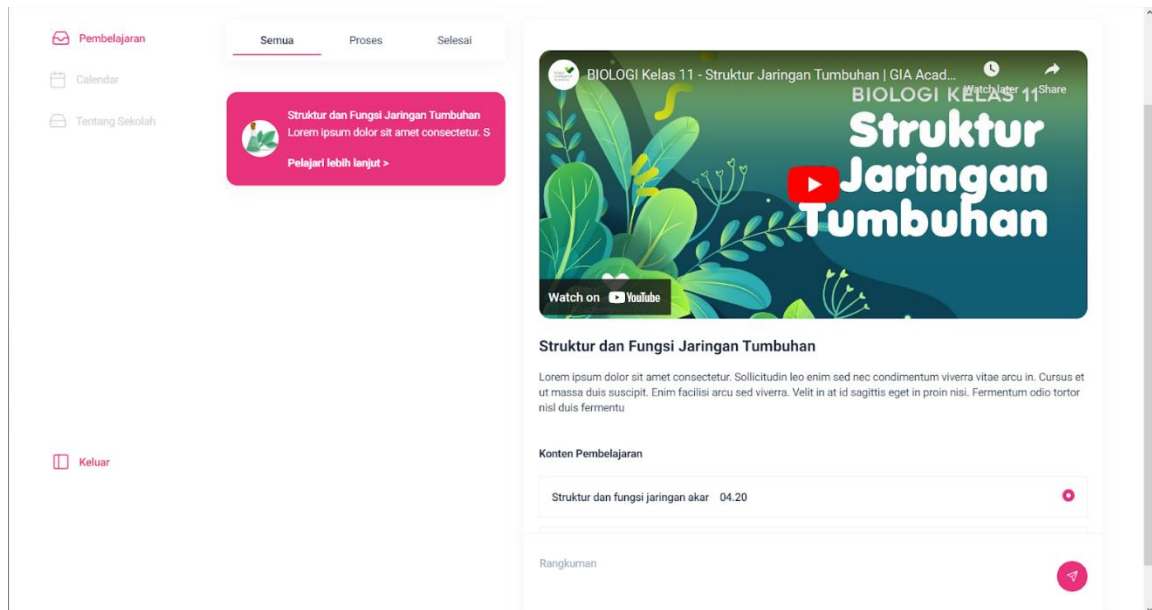 Pembelajaran
Calendar
Tentang Sekolah
Keluar
Semua
Proses
Selesai
Struktur dan Fungsi Jaringan Tumbuhan
Lorem ipsum dolor sit amet consectetur. S
Pelajari lebih lanjut >
BIOLOGI Kelas 11 - Struktur Jaringan Tumbuhan | GIA Acad...
Watch later
Share
BIOLOGI KELAS 11
Struktur
Jaringan
Tumbuhan
Watch on YouTube
Struktur dan Fungsi Jaringan Tumbuhan
Lorem ipsum dolor sit amet consectetur. Sollicitudin leo enim sed nec condimentum viverra vitae arcu in. Cursus et
ut massa duis suscipit. Enim facilisi arcu sed viverra. Velit in at id sagittis eget in proin nisi. Fermentum odio tortor
nisl duis fermentu
Konten Pembelajaran
Struktur dan fungsi jaringan akar 04.20
Rangkuman